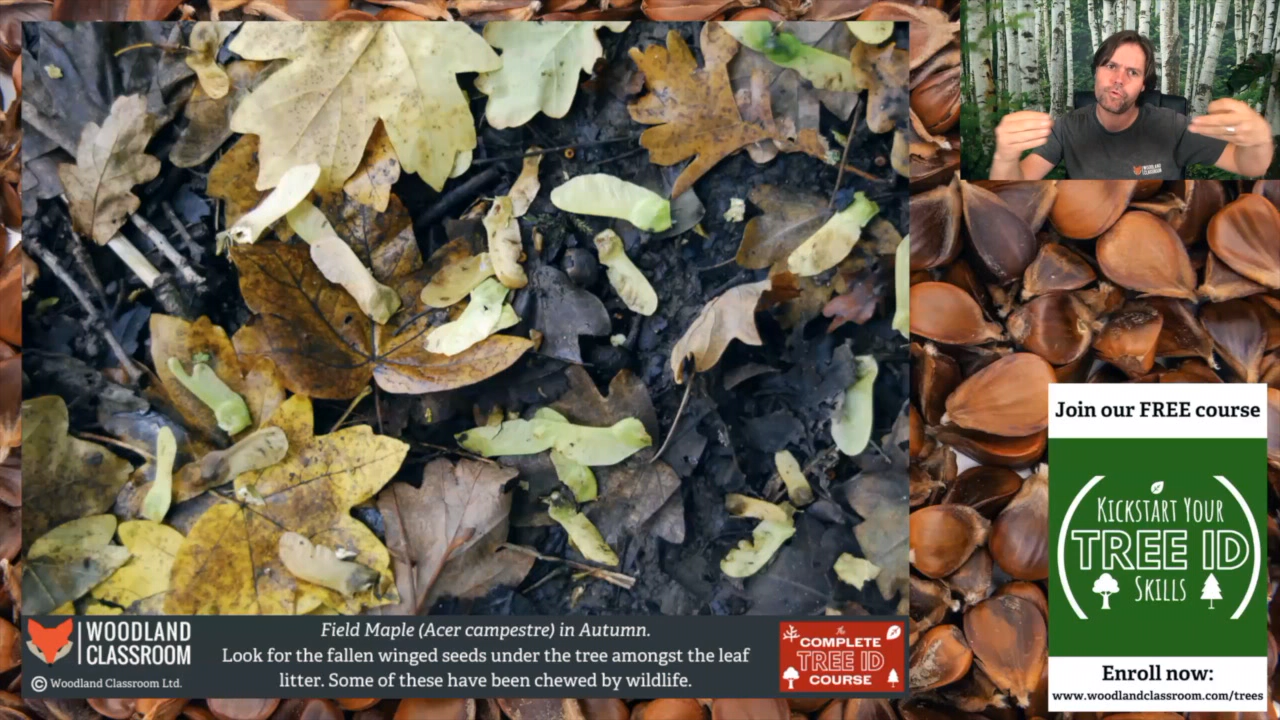 WOODLAND
CLASSROOM
Join our FREE course
KICKSTART YOUR
TREE ID
SKILLS
Enroll now:
www.woodlandclassroom.com/trees
WOODLAND
CLASSROOM
© Woodland Classroom Ltd.
Field Maple (Acer campestre) in Autumn.
Look for the fallen winged seeds under the tree amongst the leaf
litter. Some of these have been chewed by wildlife.
The
COMPLETE
TREE ID
COURSE